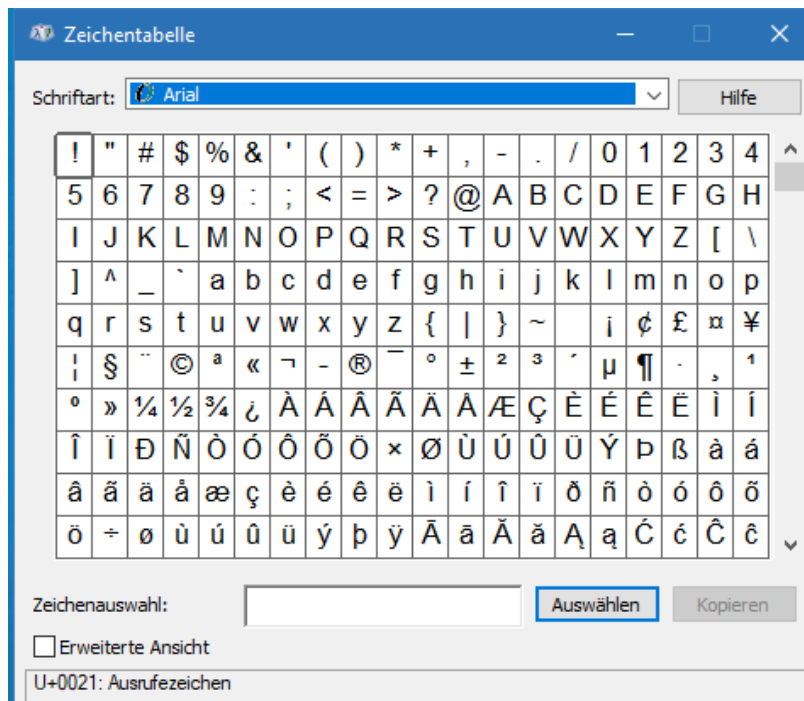 Zeichentabelle
Schriftart: Arial Hilfe
! " # $ % & ' ( ) * + , - . / 0 1 2 3 4
5 6 7 8 9 : ; < = > ? @ A B C D E F G H
I J K L M N O P Q R S T U V W X Y Z [ \
] ^ _ ` a b c d e f g h i j k l m n o p
q r s t u v w x y z { | } ~   ¡ ¢ £ ¤ ¥
¦ § ¨ © ª « ¬ - ® ¯ ° ± ² ³ ´ µ ¶ · ¸ ¹
º » ¼ ½ ¾ ¿ À Á Â Ã Ä Å Æ Ç È É Ê Ë Ì Í
Î Ï Ð Ñ Ò Ó Ô Õ Ö × Ø Ù Ú Û Ü Ý Þ ß à á
â ã ä å æ ç è é ê ë ì í î ï ð ñ ò ó ô õ
ö ÷ ø ù ú û ü ý þ ÿ Ā ā Ă ă Ą ą Ć ć Ĉ ĉ
Zeichenauswahl: Auswählen Kopieren
Erweiterte Ansicht
U+0021: Ausrufezeichen